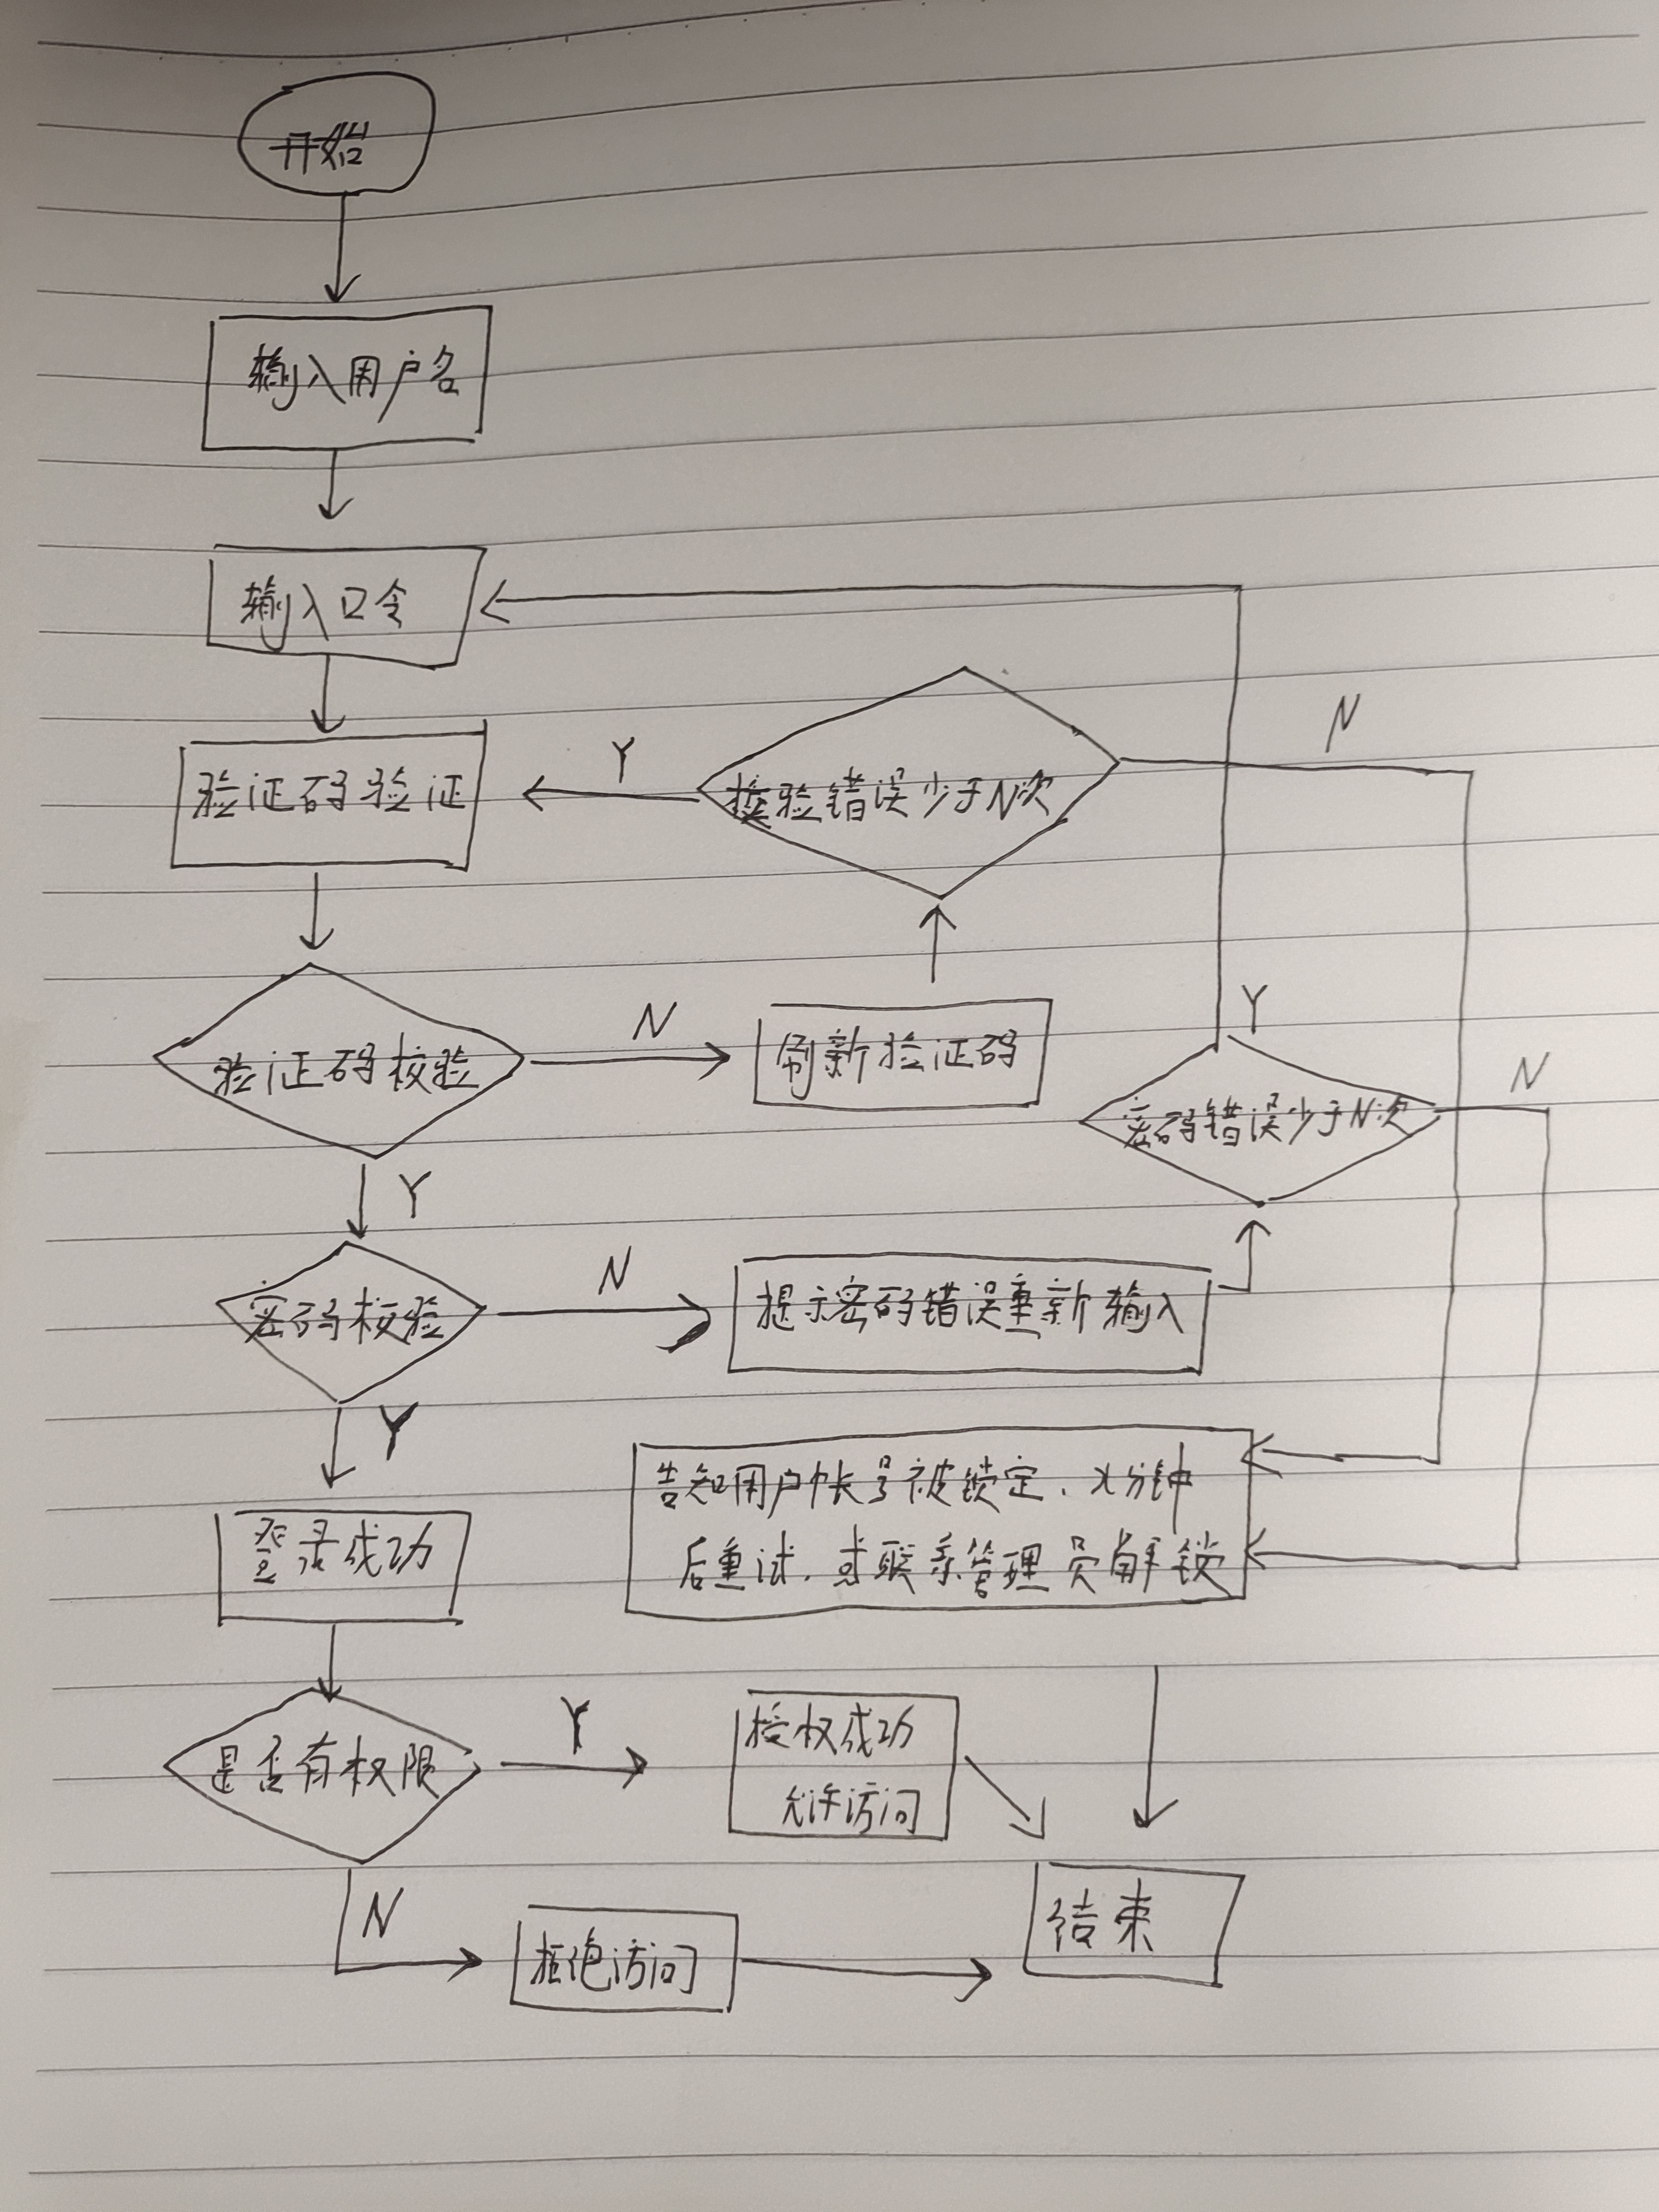 开始
输入用户名
输入口令
N
Y
验证码验证
校验错误少于N次
Y
N
验证码校验
刷新验证码
N
密码错误少于N次
Y
N
密码校验
提示密码错误重新输入
Y
告知用户帐号被锁定、X分钟
后重试、或联系管理员解锁
登录成功
Y
是否有权限
授权成功
允许访问
N
拒绝访问
结束